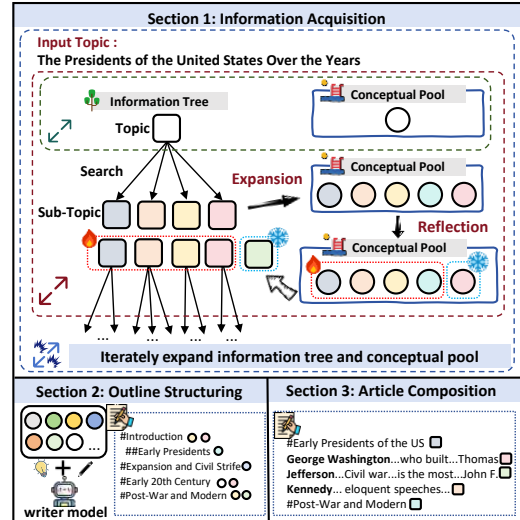 Section 1: Information Acquisition
Input Topic :
The Presidents of the United States Over the Years
Information Tree
Conceptual Pool
Topic
Search
Expansion
Conceptual Pool
Sub-Topic
Reflection
Conceptual Pool
... ... ... ...
Iterately expand information tree and conceptual pool
Section 2: Outline Structuring
...
writer model
#Introduction
##Early Presidents
#Expansion and Civil Strife
#Early 20th Century
#Post-War and Modern
Section 3: Article Composition
#Early Presidents of the US
George Washington...who built...Thomas
Jefferson...Civil war...is the most...John F.
Kennedy... eloquent speeches...
#Post-War and Modern